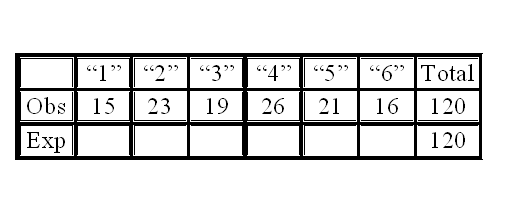 “1” “2” “3” “4” “5” “6” Total
Obs 15 23 19 26 21 16 120
Exp 120